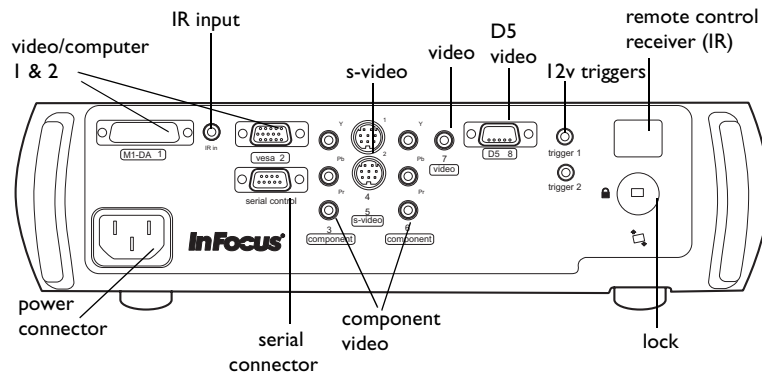 IR input
video/computer
1 & 2
s-video
video
D5
video
12v triggers
remote control
receiver (IR)
M1-DA 1
IR in
vesa 2
serial control
Y
Pb
Pr
1
2
4
5
s-video
3
component
Y
Pb
Pr
6
component
7
video
D5 8
trigger 1
trigger 2
InFocus
power
connector
serial
connector
component
video
lock